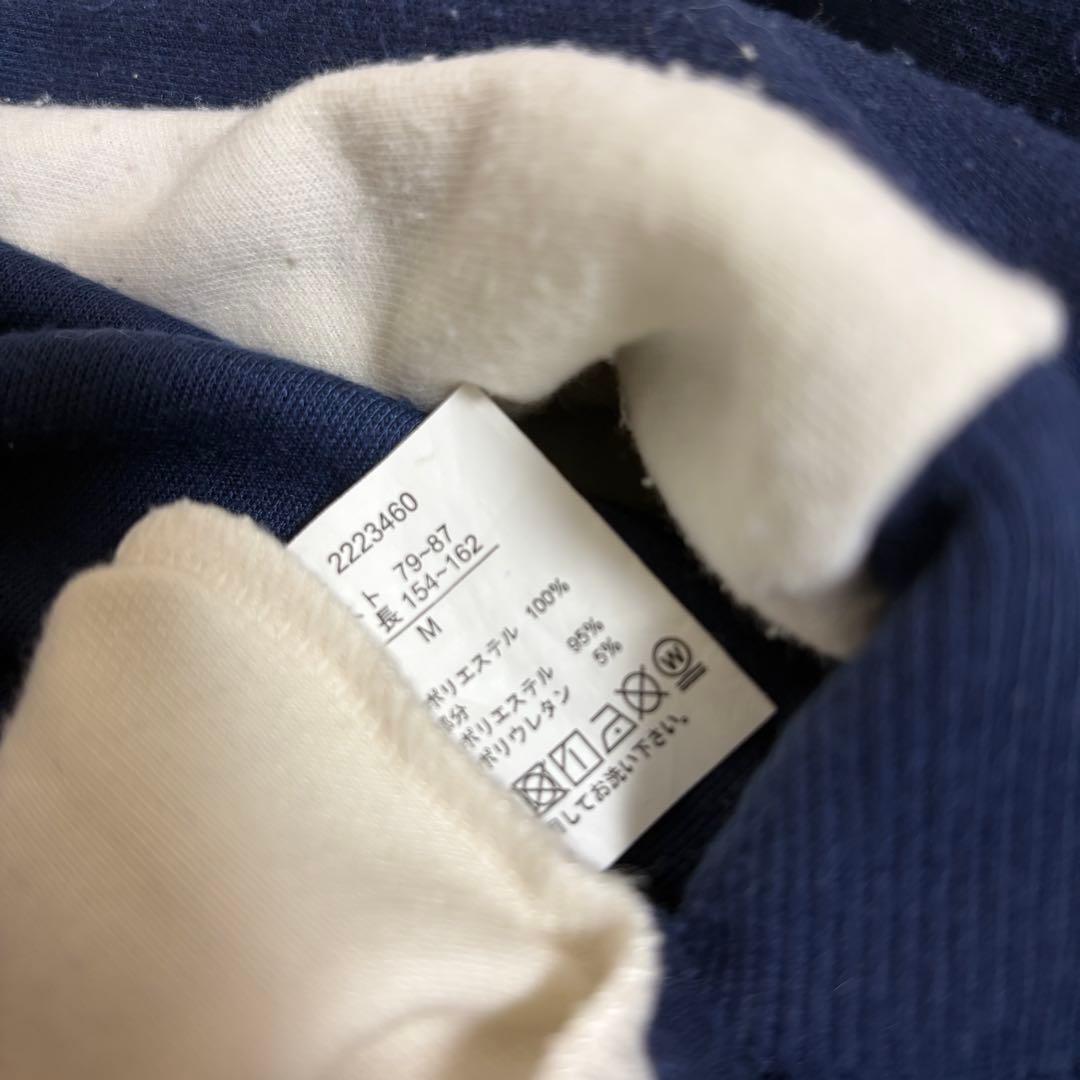 2223460
ト 79~87
長 154~162
M
ポリエステル 100%
部分
ポリエステル 95%
ポリウレタン 5%
W
してお洗い下さい。